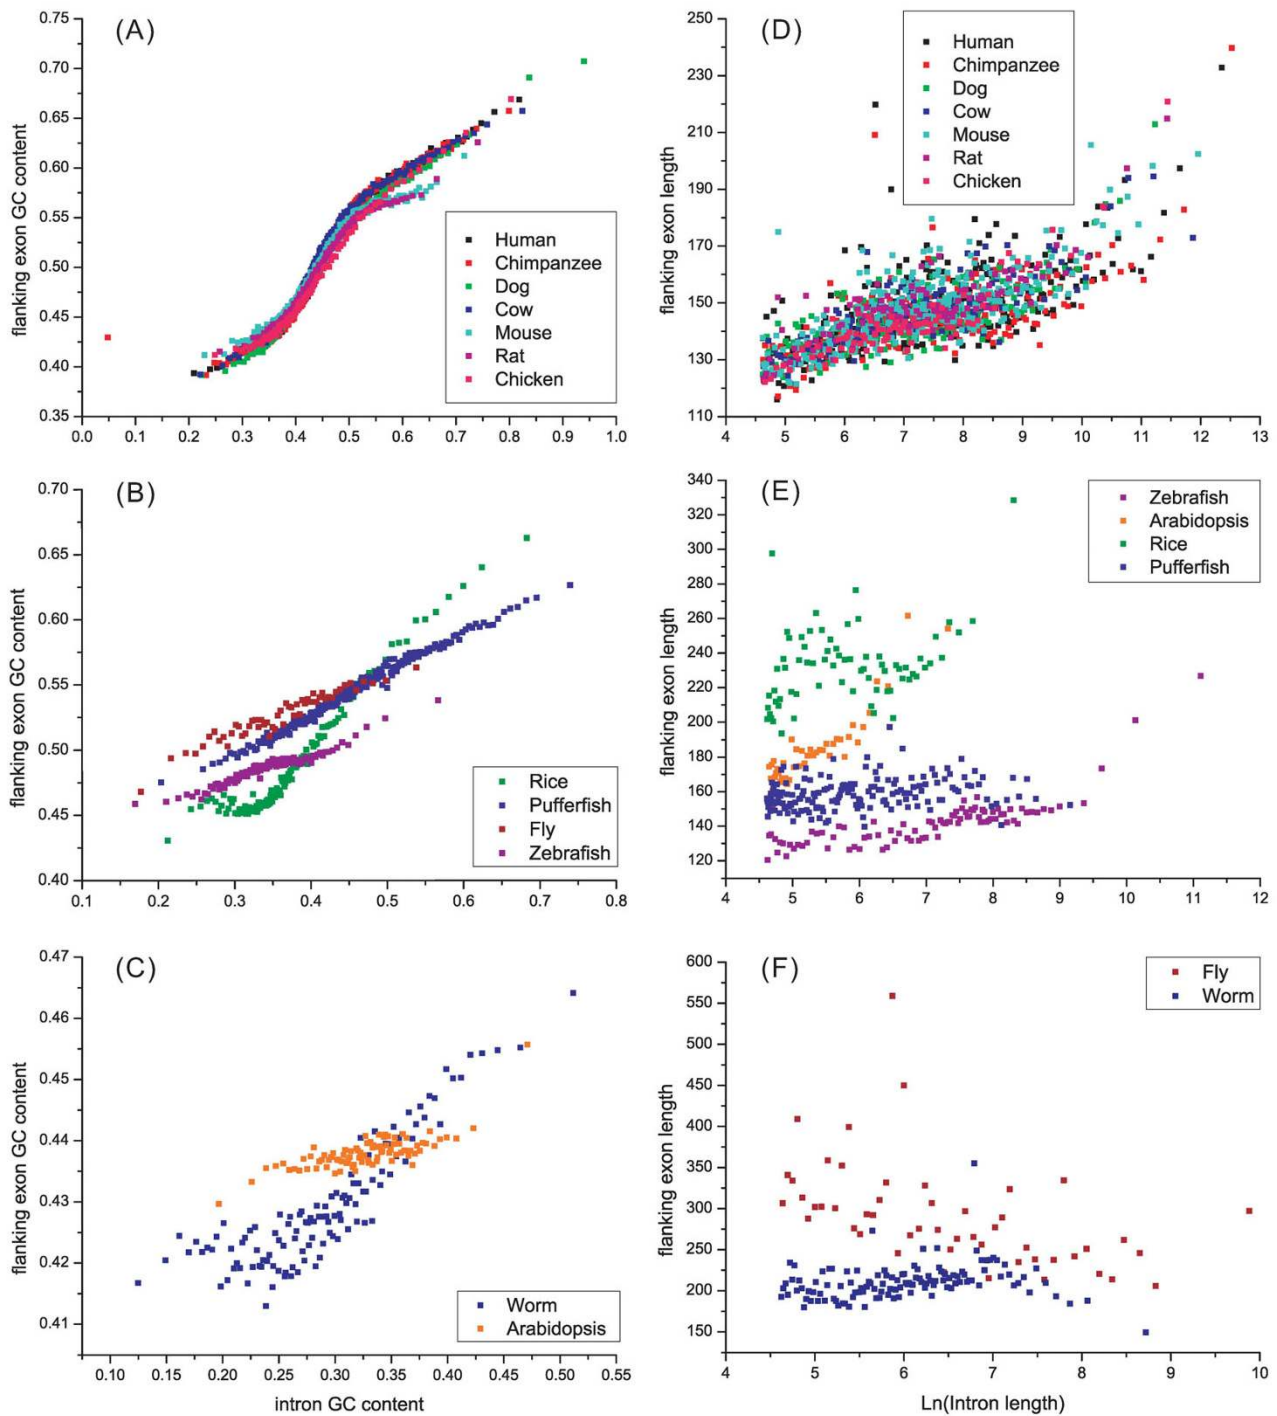 (A)
flanking exon GC content
0.75
0.70
0.65
0.60
0.55
0.50
0.45
0.40
0.35
0.0 0.1 0.2 0.3 0.4 0.5 0.6 0.7 0.8 0.9 1.0
Human
Chimpanzee
Dog
Cow
Mouse
Rat
Chicken
(D)
flanking exon length
250
230
210
190
170
150
130
110
4 5 6 7 8 9 10 11 12 13
Human
Chimpanzee
Dog
Cow
Mouse
Rat
Chicken
(B)
flanking exon GC content
0.70
0.65
0.60
0.55
0.50
0.45
0.40
0.1 0.2 0.3 0.4 0.5 0.6 0.7 0.8
Rice
Pufferfish
Fly
Zebrafish
(E)
flanking exon length
340
320
300
280
260
240
220
200
180
160
140
120
4 5 6 7 8 9 10 11 12
Zebrafish
Arabidopsis
Rice
Pufferfish
(C)
flanking exon GC content
0.47
0.46
0.45
0.44
0.43
0.42
0.41
0.10 0.15 0.20 0.25 0.30 0.35 0.40 0.45 0.50 0.55
Worm
Arabidopsis
intron GC content
(F)
flanking exon length
600
550
500
450
400
350
300
250
200
150
4 5 6 7 8 9 10
Fly
Worm
Ln(Intron length)